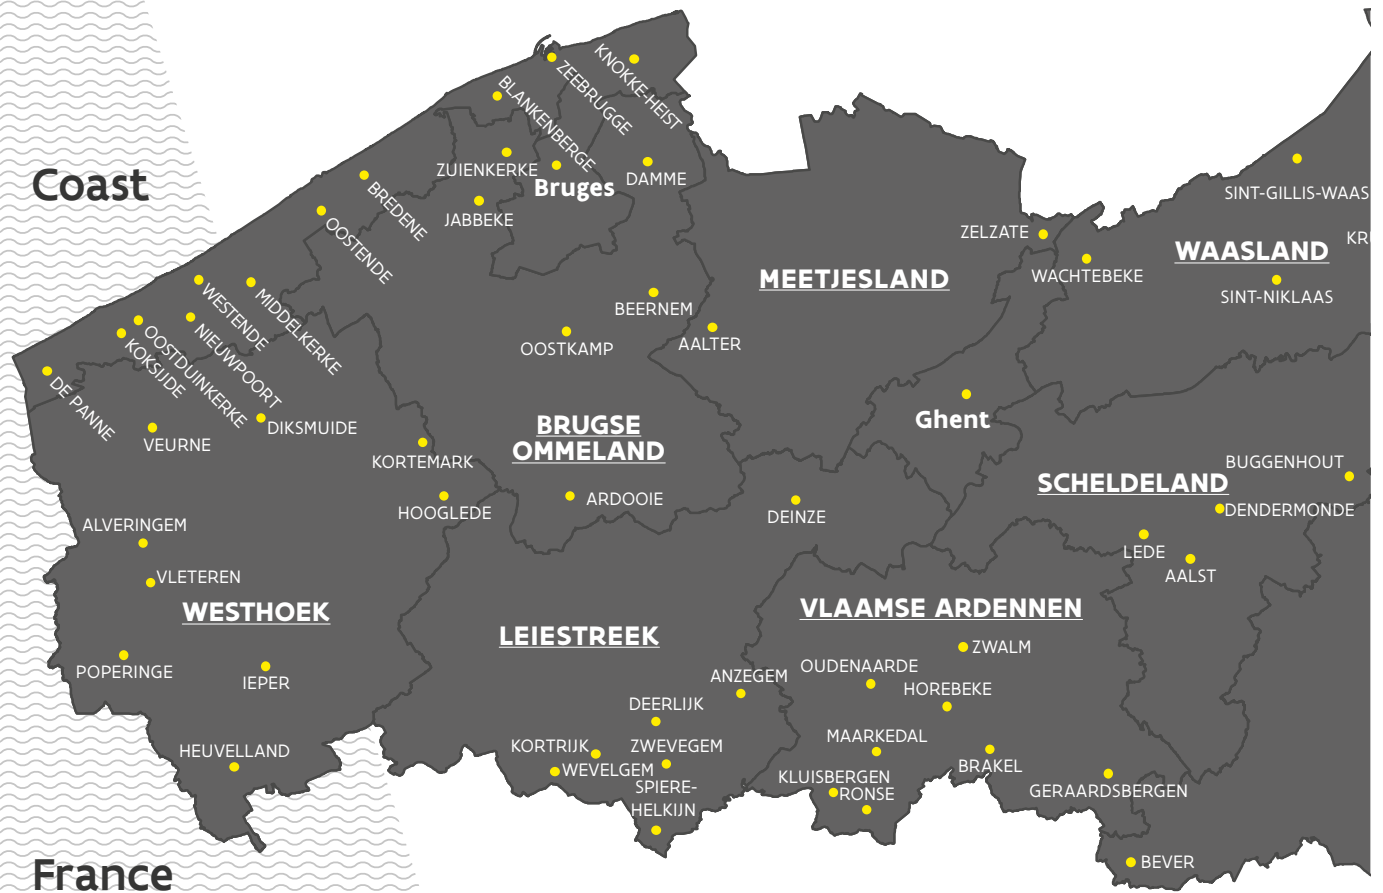 KNOKKE-HEIST
ZEEBRUGGE
BLANKENBERGE
Coast
ZUIENKERKE
Bruges
DAMME
BREDENE
JABBEKE
SINT-GILLIS-WAAS
OOSTENDE
ZELZATE
KR
WAASLAND
MEETJESLAND
WACHTEBEKE
SINT-NIKLAAS
WESTENDE
MIDDELKERKE
BEERNEM
OOSTKAMP
AALTER
NIEUWPOORT
OOSTDUINKERKE
KOKSIJDE
DE PANNE
VEURNE
DIKSMUIDE
BRUGSE
OMMELAND
Ghent
KORTEMARK
BUGGENHOUT
SCHELDELAND
HOOGLEDE
ARDOOIE
DEINZE
DENDERMONDE
ALVERINGEM
LEDE
AALST
VLETEREN
WESTHOEK
VLAAMSE ARDENNEN
LEIESTREEK
ZWALM
POPERINGE
IEPER
ANZEGEM
OUDENAARDE
HOREBEKE
DEERLIJK
MAARKEDAL
HEUVELLAND
KORTRIJK
ZWEVEGEM
WEVELGEM
BRAKEL
KLUISBERGEN
SPIERE-
HELKIJN
RONSE
GERAARDSBERGEN
BEVER
France